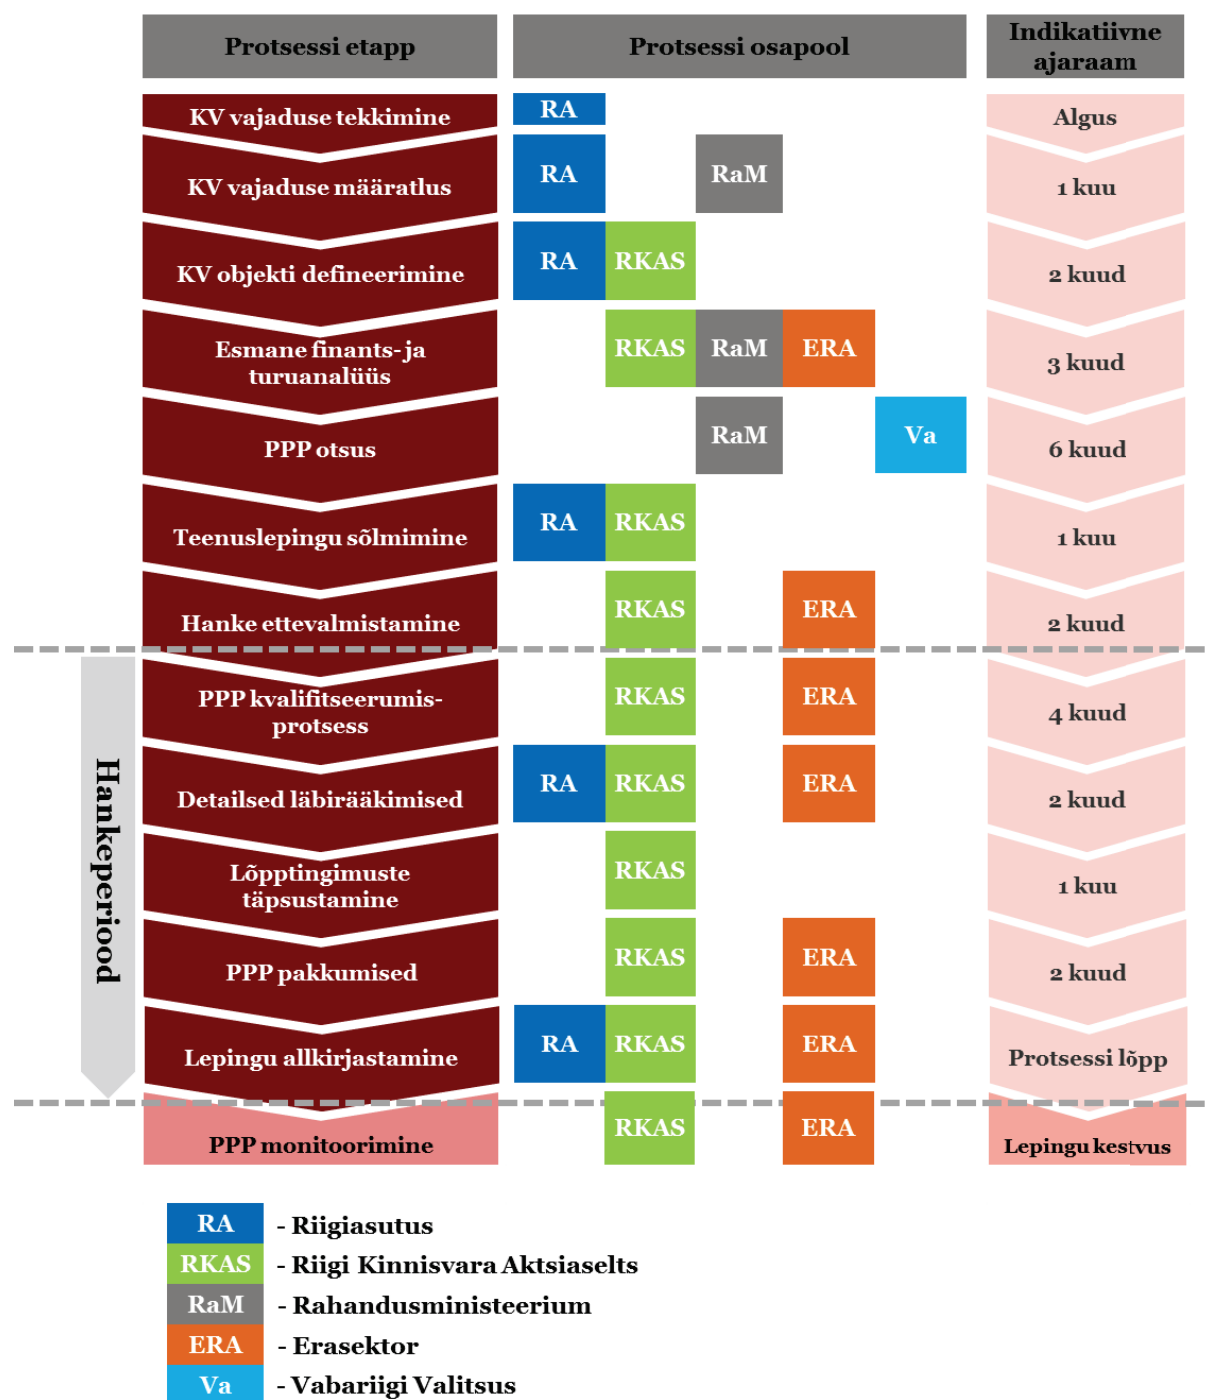 Protsessi etapp
Protsessi osapool
Indikatiivne
ajaraam
KV vajaduse tekkimine
RA
Algus
KV vajaduse määratlus
RA
RaM
1 kuu
KV objekti defineerimine
RA
RKAS
2 kuud
Esmane finants- ja
turuanalüüs
RKAS
RaM
ERA
3 kuud
PPP otsus
RaM
Va
6 kuud
Teenuslepingu sõlmimine
RA
RKAS
1 kuu
Hanke ettevalmistamine
RKAS
ERA
2 kuud
Hankeperiood
PPP kvalifitseerumis-
protsess
RKAS
ERA
4 kuud
Detailsed läbirääkimised
RA
RKAS
ERA
2 kuud
Lõpptingimuste
täpsustamine
RKAS
1 kuu
PPP pakkumised
RKAS
ERA
2 kuud
Lepingu allkirjastamine
RA
RKAS
ERA
Protsessi lõpp
PPP monitoorimine
RKAS
ERA
Lepingu kestvus
RA - Riigiasutus
RKAS - Riigi Kinnisvara Aktsiaselts
RaM - Rahandusministeerium
ERA - Erasektor
Va - Vabariigi Valitsus